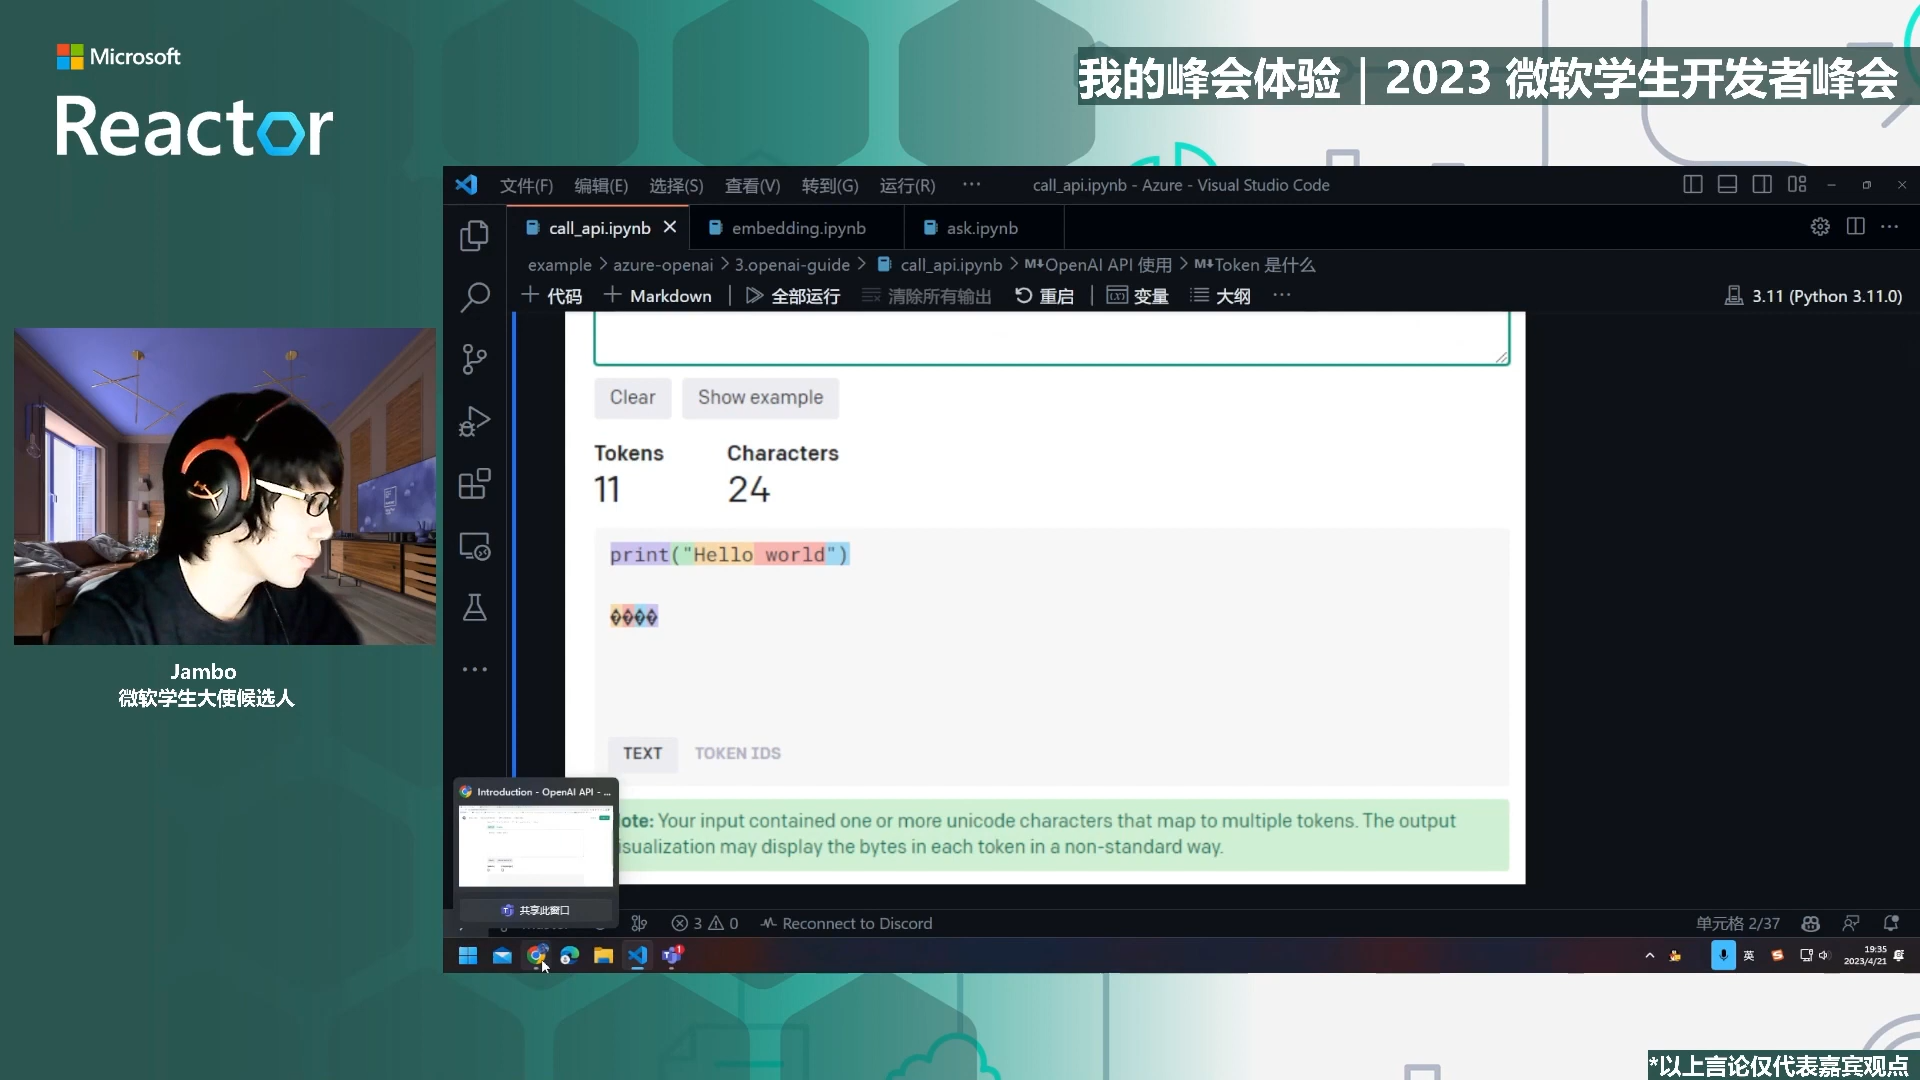 Microsoft
Reactor
我的峰会体验｜2023 微软学生开发者峰会
文件(F) 编辑(E) 选择(S) 查看(V) 转到(G) 运行(R) ···
call_api.ipynb - Azure - Visual Studio Code
call_api.ipynb
embedding.ipynb
ask.ipynb
example > azure-openai > 3.openai-guide > call_api.ipynb > M↓OpenAI API 使用 > M↓Token 是什么
+ 代码 + Markdown | 全部运行 清除所有输出 重启 | 变量 大纲 ···
3.11 (Python 3.11.0)
Clear
Show example
Tokens Characters
11 24
print("Hello world")
����
TEXT TOKEN IDS
ote: Your input contained one or more unicode characters that map to multiple tokens. The output
isualization may display the bytes in each token in a non-standard way.
Jambo
微软学生大使候选人
Introduction - OpenAI API - ...
共享此窗口
3 0 Reconnect to Discord
单元格 2/37
英
19:35
2023/4/21
*以上言论仅代表嘉宾观点